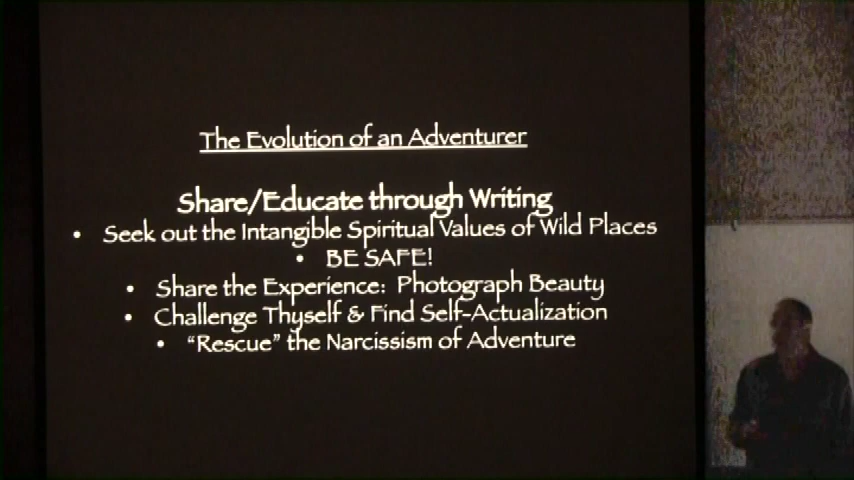 The Evolution of an Adventurer
Share/Educate through Writing
• Seek out the Intangible Spiritual Values of Wild Places
• BE SAFE!
• Share the Experience: Photograph Beauty
• Challenge Thyself & Find Self-Actualization
• “Rescue” the Narcissism of Adventure